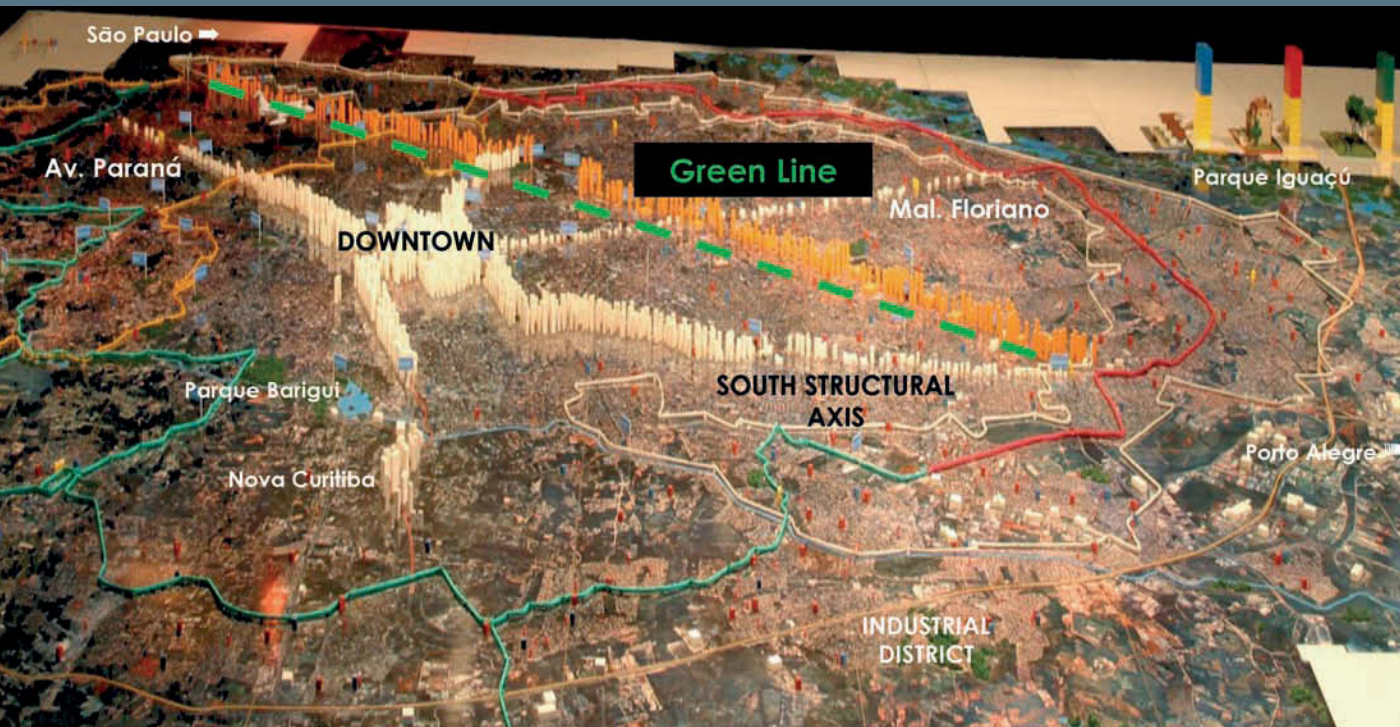 São Paulo
Av. Paraná
Green Line
Parque Iguaçú
Mal. Floriano
DOWNTOWN
Parque Barigui
SOUTH STRUCTURAL
AXIS
Nova Curitiba
Porto Alegre
INDUSTRIAL
DISTRICT